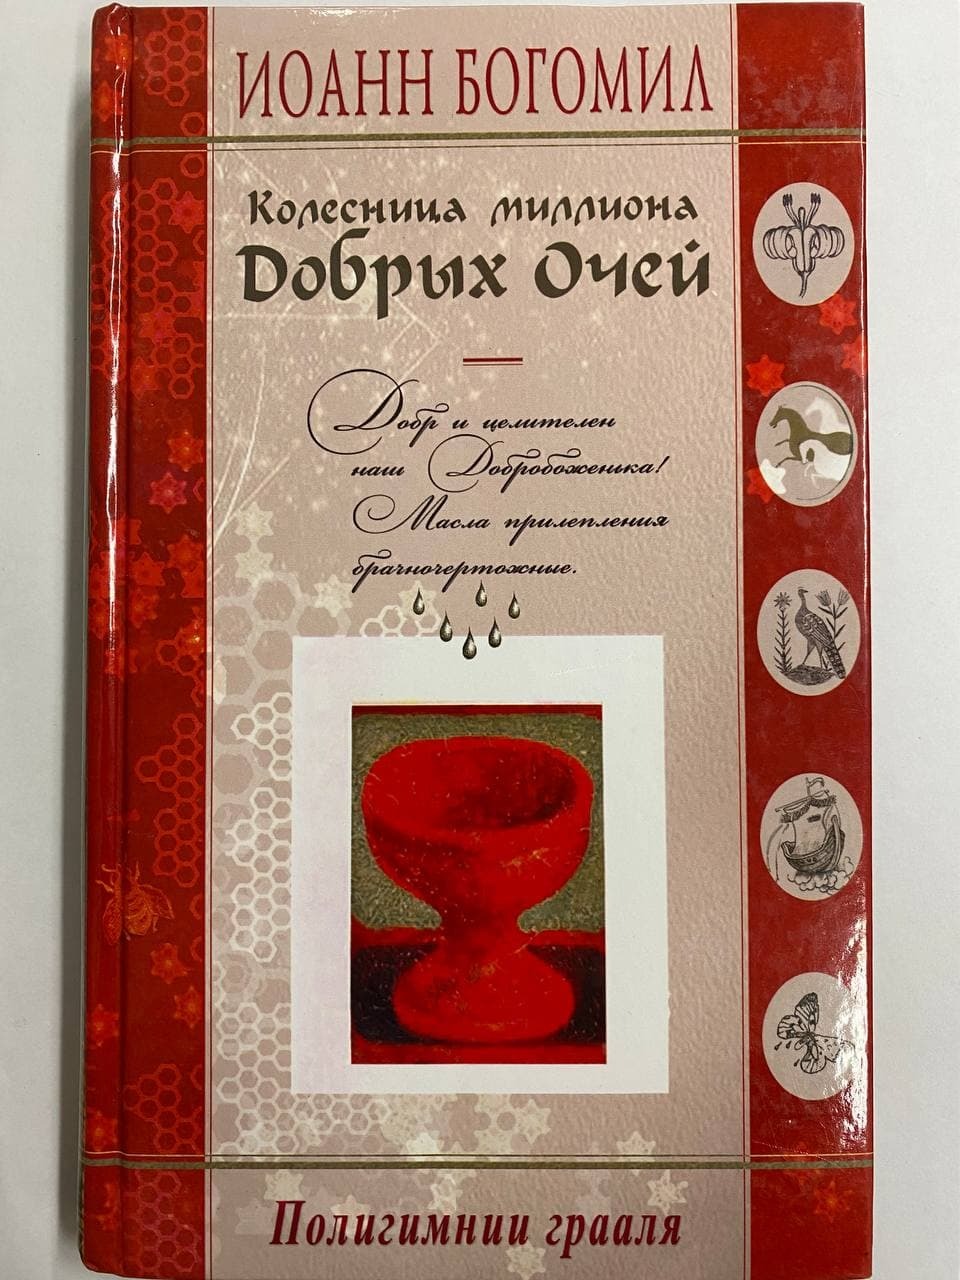 ИОАНН БОГОМИЛ
Колесница миллиона
Добрых Очей
Добр и целителен
наш Добробоженька!
Масла прилепления
брачночертожные.
Полигимнии грааля